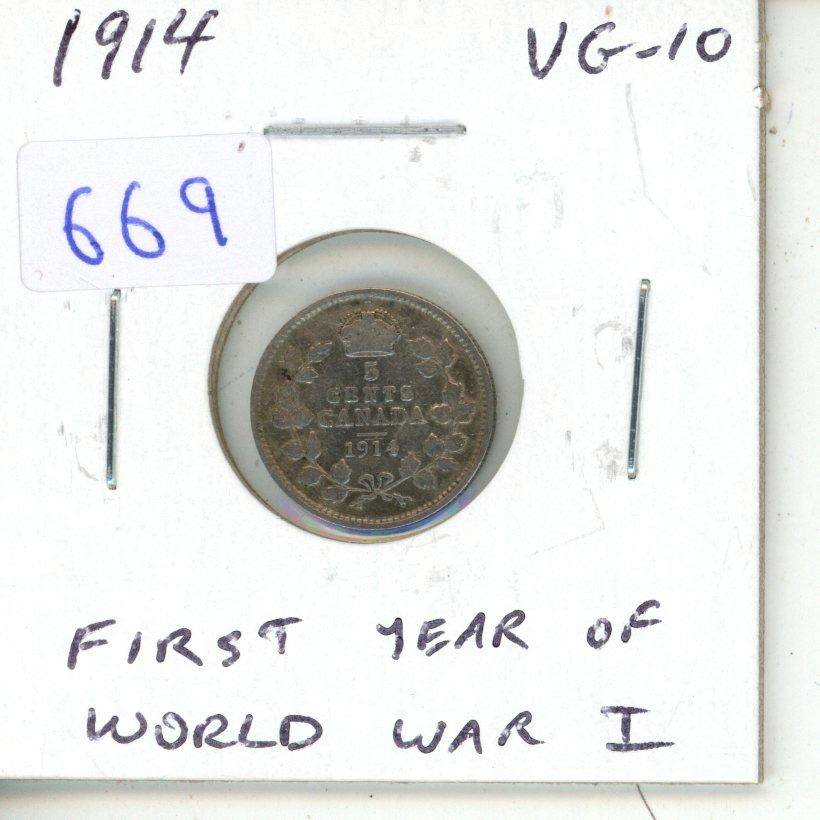 1914 VG-10
669
5
CENTS
CANADA
1914
FIRST YEAR OF
WORLD WAR I